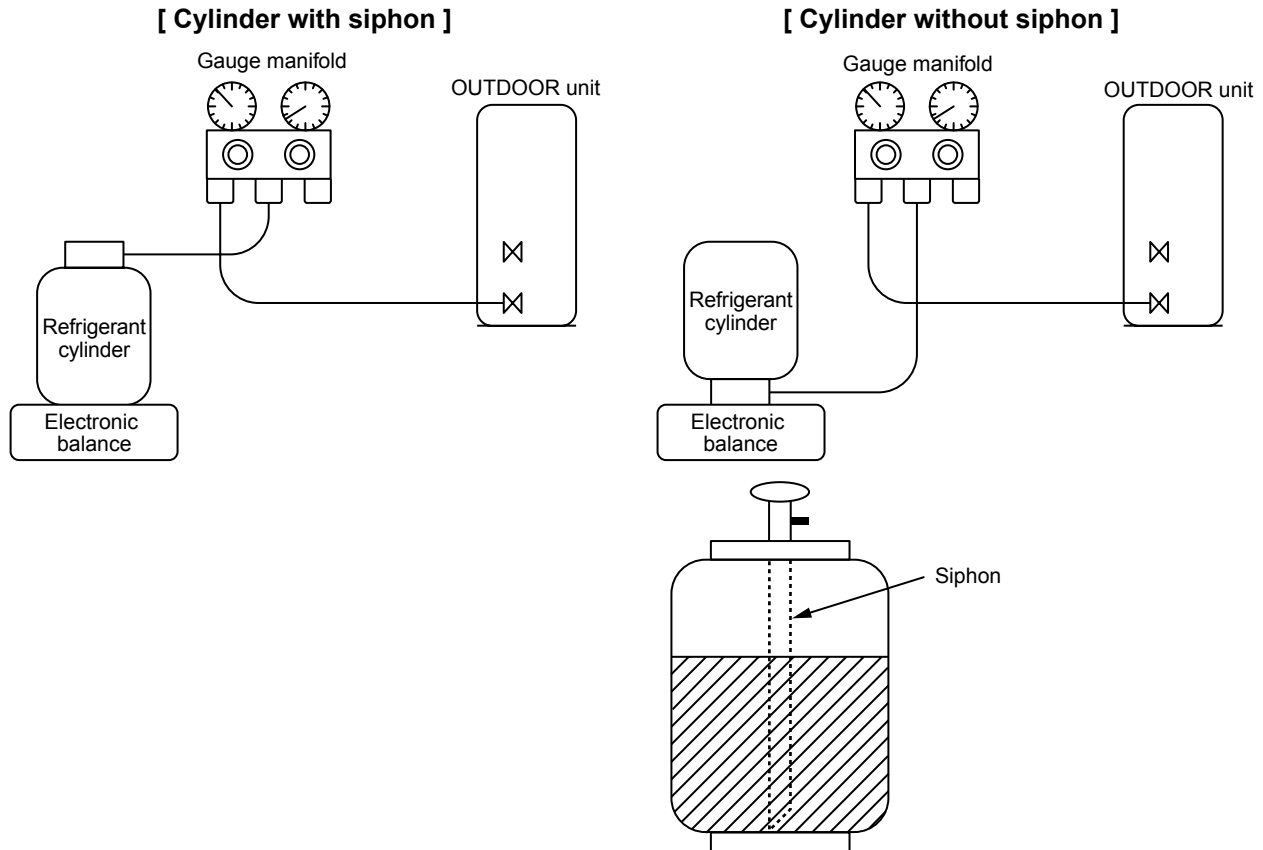 [ Cylinder with siphon ]
Gauge manifold
OUTDOOR unit
Refrigerant
cylinder
Electronic
balance
[ Cylinder without siphon ]
Gauge manifold
OUTDOOR unit
Refrigerant
cylinder
Electronic
balance
Siphon